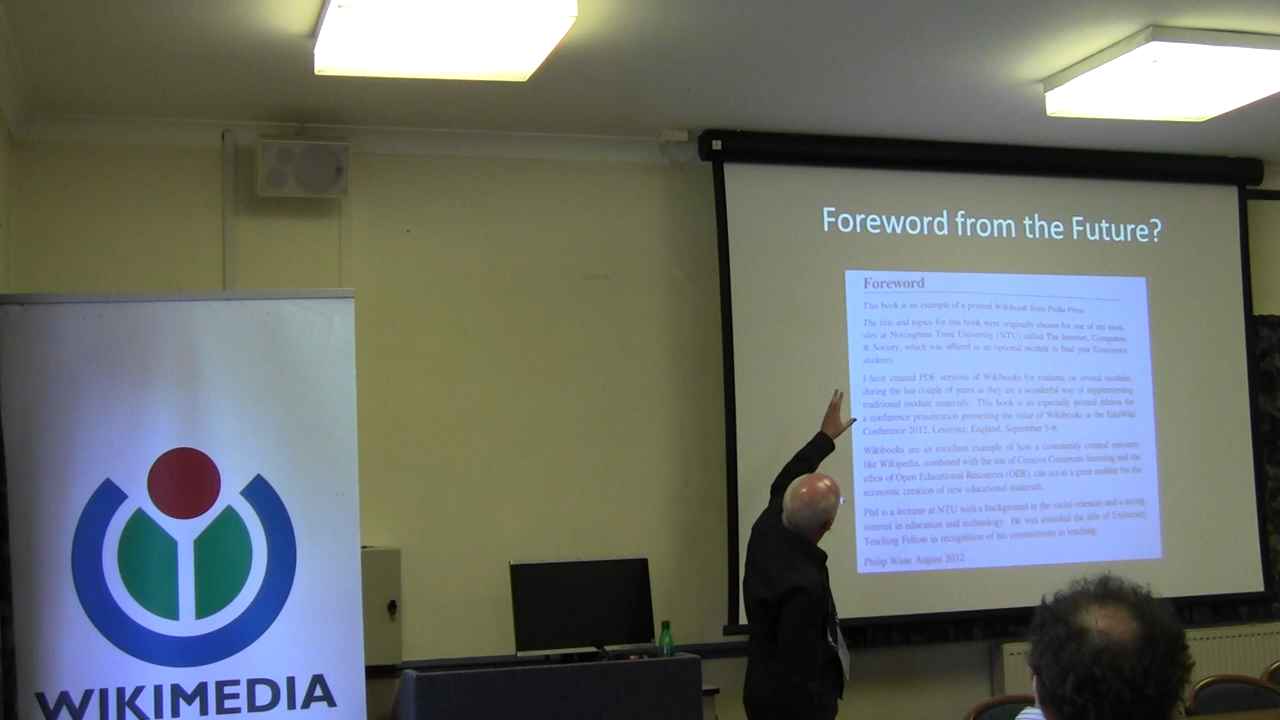 Foreword from the Future?
Foreword
This book is an example of a printed Wikibook from Pedia Press.
The title and topics for this book were originally chosen for one of my mod-
ules at Nottingham Trent University (NTU) called The Internet, Computers
& Society, which was offered as an optional module to final year Economics
students.
I have created PDF versions of Wikibooks for students on several modules
during the last couple of years as they are a wonderful way of supplementing
traditional module materials. This book is an especially printed edition for
a conference presentation promoting the value of Wikibooks at the EduWiki
Conference 2012, Leicester, England, September 5-6.
Wikibooks are an excellent example of how a community created resource
like Wikipedia, combined with the use of Creative Commons licensing and the
ethos of Open Educational Resources (OER), can act as a great enabler for the
economic creation of new educational materials.
Phil is a lecturer at NTU with a background in the social sciences and a strong
interest in education and technology. He was awarded the title of University
Teaching Fellow in recognition of his commitment to teaching.
Philip Wane August 2012
WIKIMEDIA